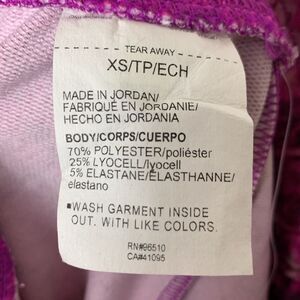 TEAR AWAY
XS/TP/ECH
MADE IN JORDAN/
FABRIQUÉ EN JORDANIE/
HECHO EN JORDANIA
BODY/CORPS/CUERPO
70% POLYESTER/poliéster
25% LYOCELL/lyocell
5% ELASTANE/ÉLASTHANNE/
elastano
■WASH GARMENT INSIDE
OUT. WITH LIKE COLORS.
RN#96510
CA#41095